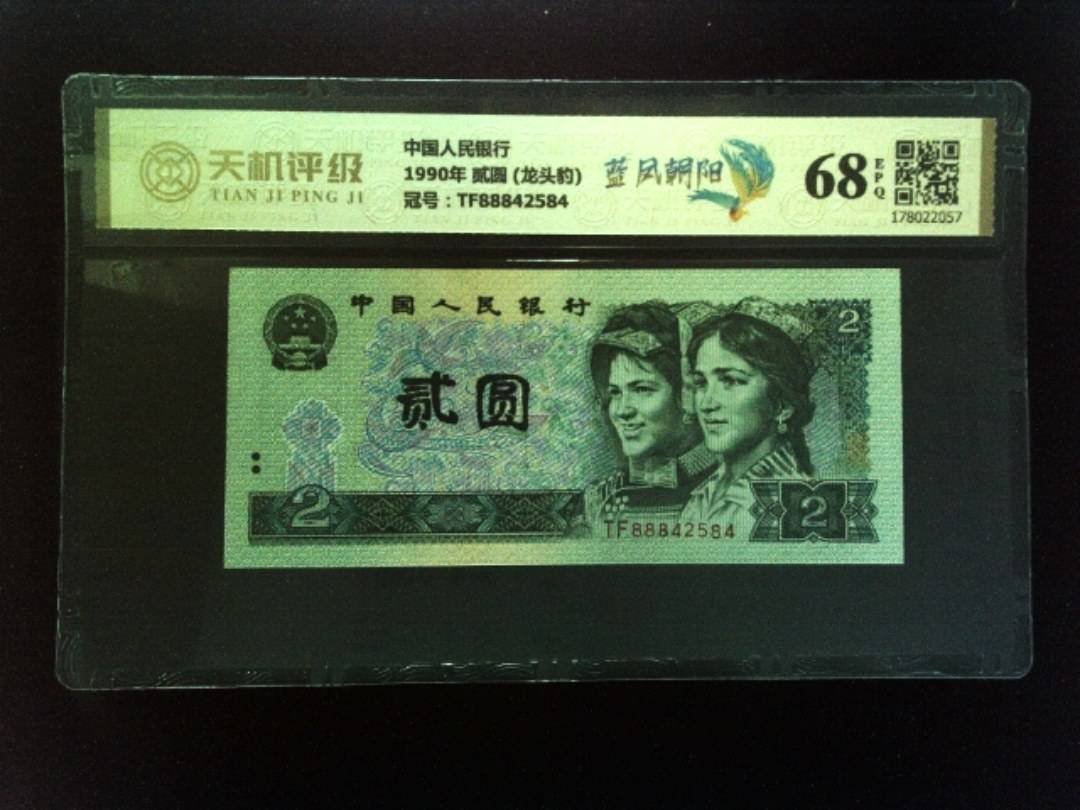 天机评级
TIAN JI PING JI
中国人民银行
1990年 贰圆 (龙头豹)
冠号：TF88842584
蓝凤朝阳
68
EPQ
178022057
中国人民银行
2
贰圆
2
TF88842584
2